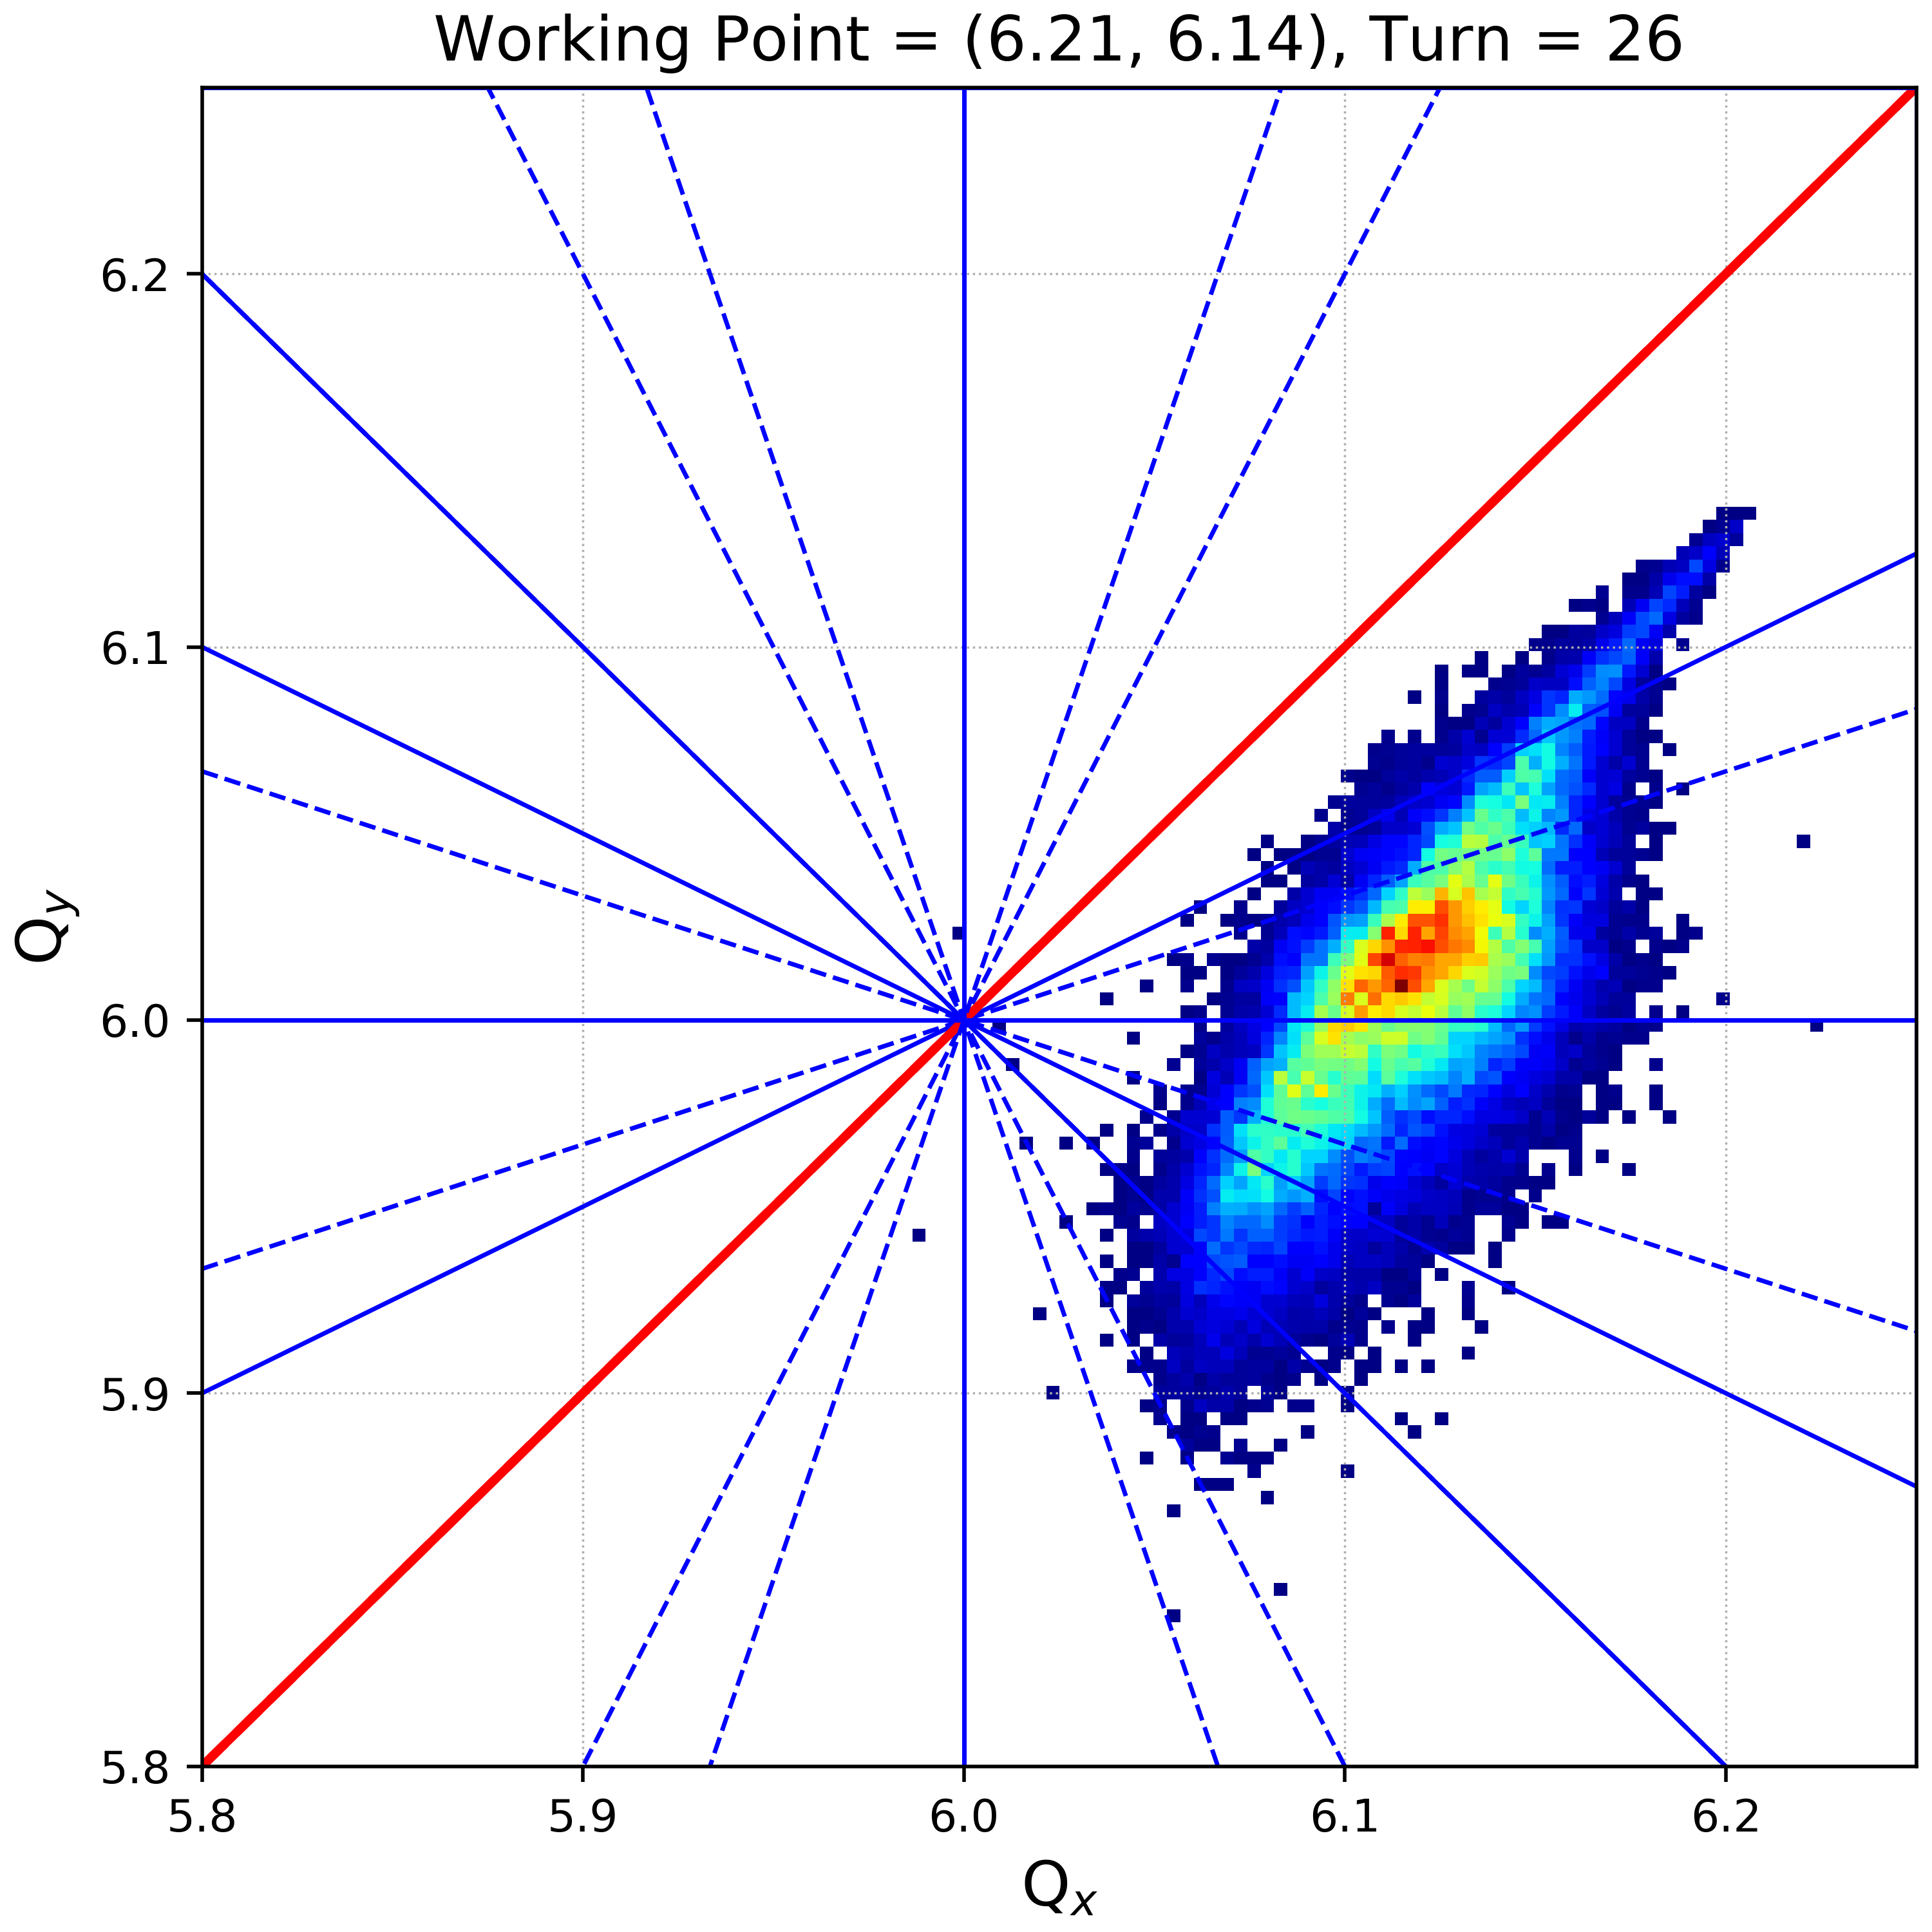 Working Point = (6.21, 6.14), Turn = 26
6.2
6.1
6.0
5.9
5.8
Qy
5.8 5.9 6.0 6.1 6.2
Qx